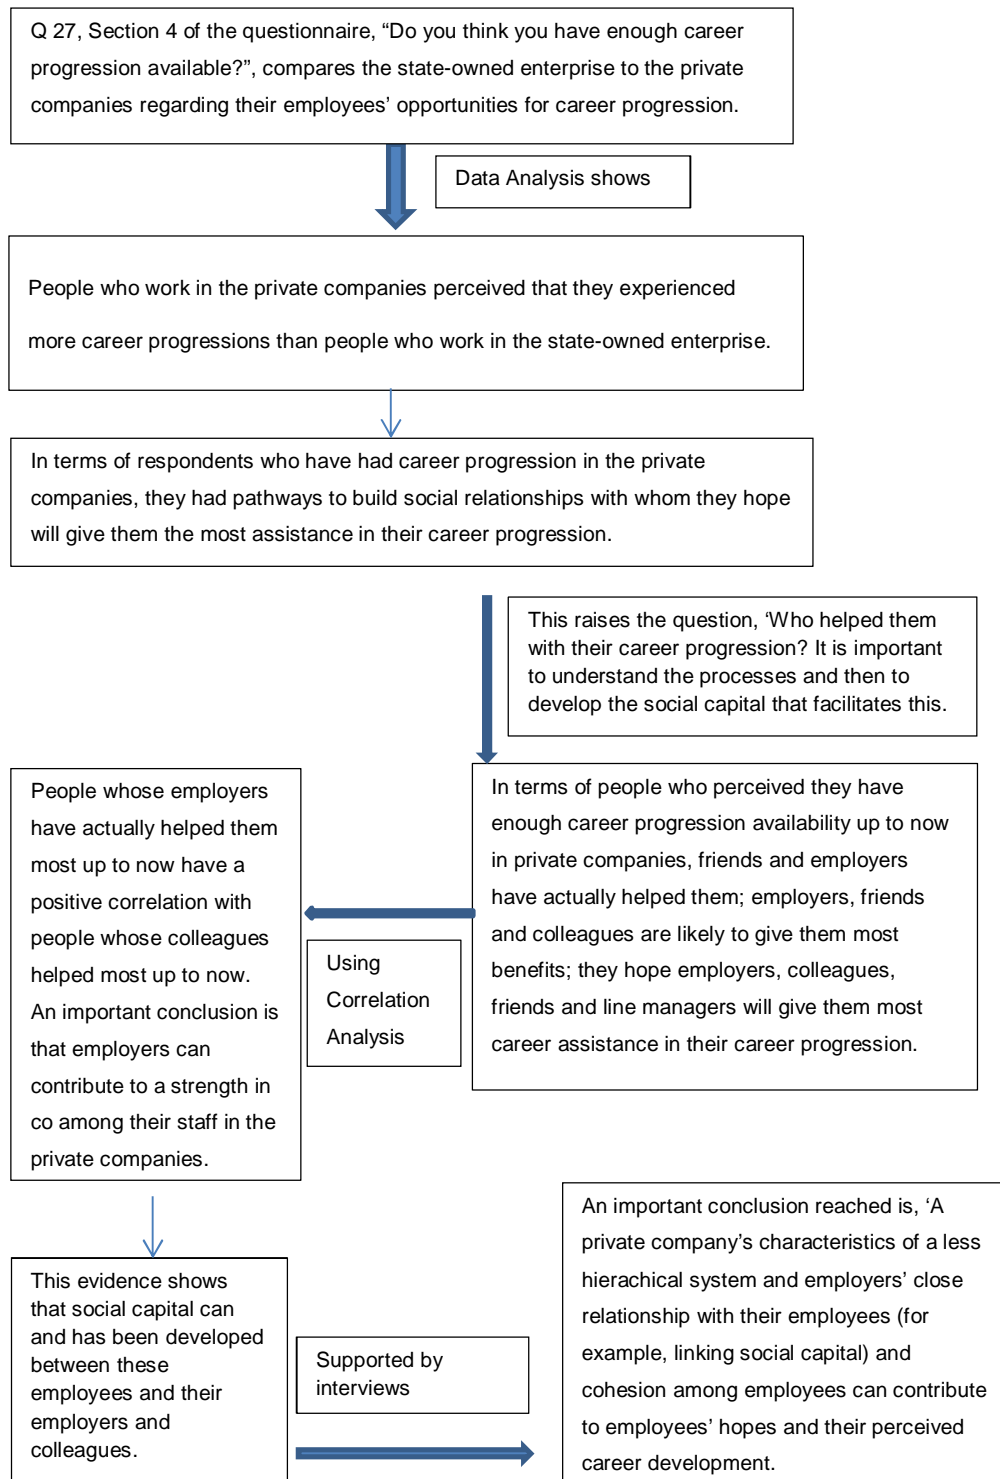 Q 27, Section 4 of the questionnaire, “Do you think you have enough career
progression available?”, compares the state-owned enterprise to the private
companies regarding their employees’ opportunities for career progression.
Data Analysis shows
People who work in the private companies perceived that they experienced
more career progressions than people who work in the state-owned enterprise.
In terms of respondents who have had career progression in the private
companies, they had pathways to build social relationships with whom they hope
will give them the most assistance in their career progression.
This raises the question, ‘Who helped them
with their career progression? It is important
to understand the processes and then to
develop the social capital that facilitates this.
In terms of people who perceived they have
enough career progression availability up to now
in private companies, friends and employers
have actually helped them; employers, friends
and colleagues are likely to give them most
benefits; they hope employers, colleagues,
friends and line managers will give them most
career assistance in their career progression.
Using
Correlation
Analysis
People whose employers
have actually helped them
most up to now have a
positive correlation with
people whose colleagues
helped most up to now.
An important conclusion is
that employers can
contribute to a strength in
co among their staff in the
private companies.
This evidence shows
that social capital can
and has been developed
between these
employees and their
employers and
colleagues.
Supported by
interviews
An important conclusion reached is, ‘A
private company’s characteristics of a less
hierachical system and employers’ close
relationship with their employees (for
example, linking social capital) and
cohesion among employees can contribute
to employees’ hopes and their perceived
career development.